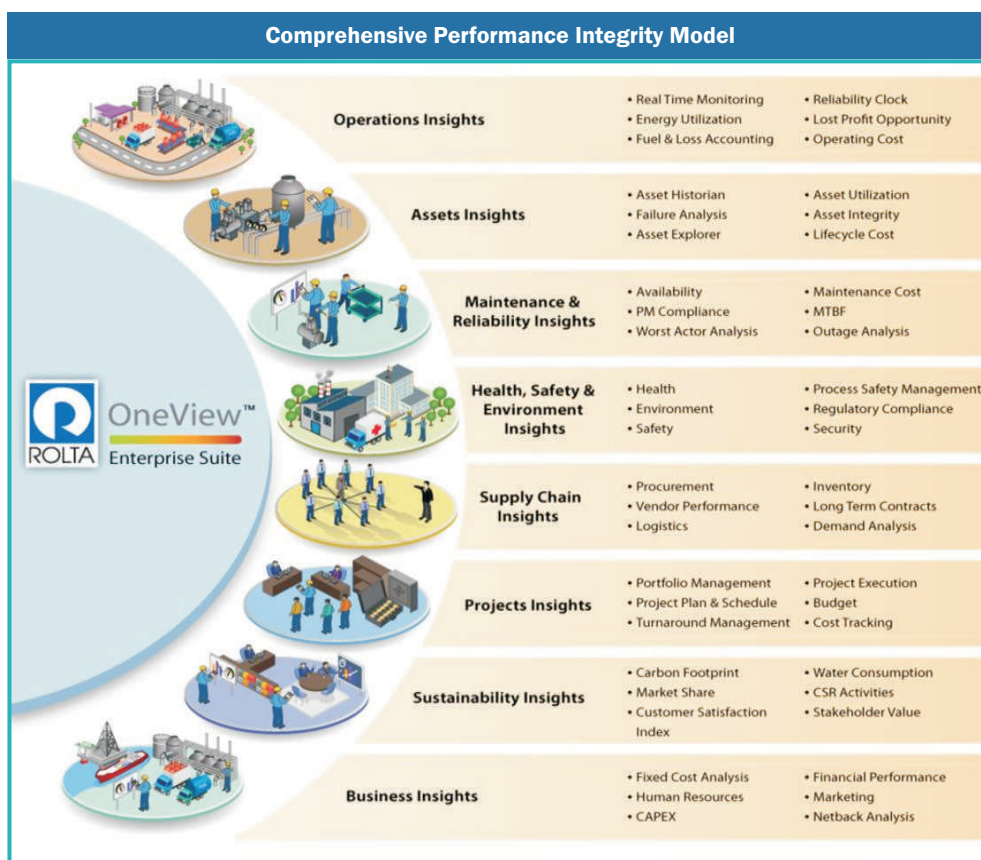 Comprehensive Performance Integrity Model
Operations Insights
• Real Time Monitoring
• Energy Utilization
• Fuel & Loss Accounting
• Reliability Clock
• Lost Profit Opportunity
• Operating Cost
Assets Insights
• Asset Historian
• Failure Analysis
• Asset Explorer
• Asset Utilization
• Asset Integrity
• Lifecycle Cost
Maintenance &
Reliability Insights
• Availability
• PM Compliance
• Worst Actor Analysis
• Maintenance Cost
• MTBF
• Outage Analysis
Health, Safety &
Environment
Insights
• Health
• Environment
• Safety
• Process Safety Management
• Regulatory Compliance
• Security
ROLTA
OneView™
Enterprise Suite
Supply Chain
Insights
• Procurement
• Vendor Performance
• Logistics
• Inventory
• Long Term Contracts
• Demand Analysis
Projects Insights
• Portfolio Management
• Project Plan & Schedule
• Turnaround Management
• Project Execution
• Budget
• Cost Tracking
Sustainability Insights
• Carbon Footprint
• Market Share
• Customer Satisfaction
Index
• Water Consumption
• CSR Activities
• Stakeholder Value
Business Insights
• Fixed Cost Analysis
• Human Resources
• CAPEX
• Financial Performance
• Marketing
• Netback Analysis